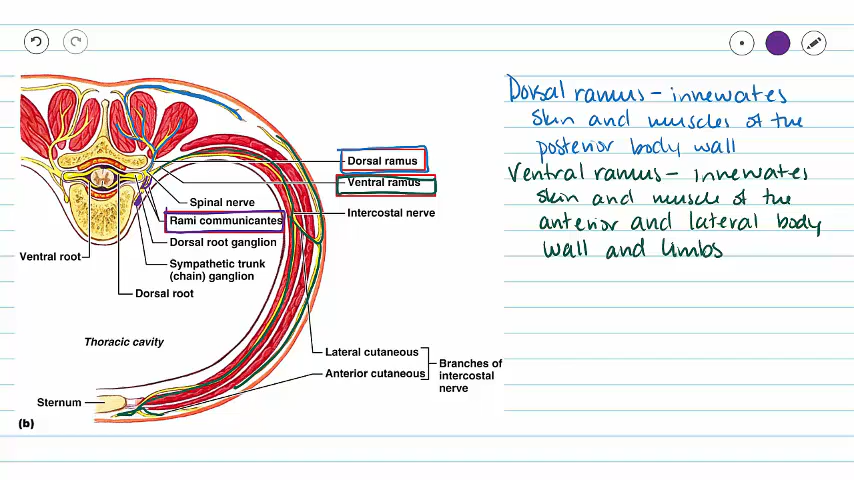 Dorsal ramus - innervates
skin and muscles of the
posterior body wall
Ventral ramus - innervates
skin and muscle of the
anterior and lateral body
wall and limbs
Dorsal ramus
Ventral ramus
Spinal nerve
Intercostal nerve
Rami communicantes
Dorsal root ganglion
Ventral root
Sympathetic trunk
(chain) ganglion
Dorsal root
Thoracic cavity
Lateral cutaneous
Anterior cutaneous
Branches of
intercostal
nerve
Sternum
(b)